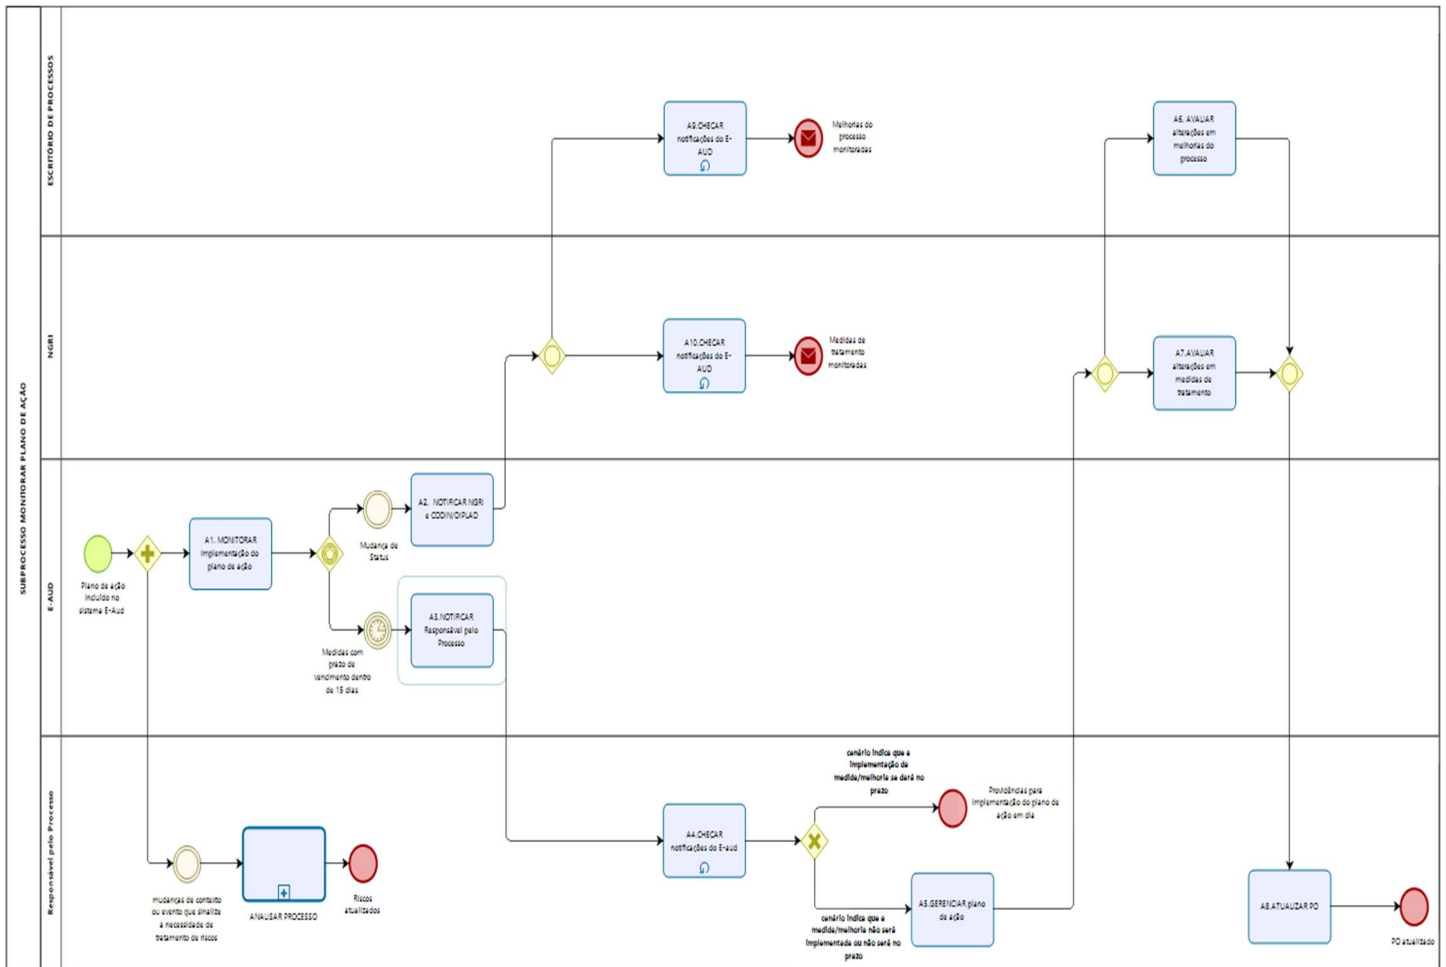 SUBPROCESSO MONITORAR PLANO DE AÇÃO
ESCRITÓRIO DE PROCESSOS
A9.CHECAR
notificações do E-
AUD
Melhorias do
processo
monitoradas
A6. AVALIAR
alterações em
melhorias do
processo
NGRI
A10.CHECAR
notificações do E-
AUD
Medidas de
tratamento
monitoradas
A7.AVALIAR
alterações em
medidas de
tratamento
E-AUD
Plano de ação
incluído no
sistema E-Aud
A1. MONITORAR
implementação do
plano de ação
Mudança de
Status
A2. NOTIFICAR NGRI
e CODIN/DIPLAD
Medidas com
prazo de
vencimento dentro
de 15 dias
A3.NOTIFICAR
Responsável pelo
Processo
Responsável pelo Processo
mudanças de contexto
ou evento que sinalize
a necessidade de
tratamento de riscos
ANALISAR PROCESSO
Riscos
atualizados
A4.CHECAR
notificações do E-aud
cenário indica que a
implementação de
medida/melhoria se dará no
prazo
Providências para
implementação do plano de
ação em dia
cenário indica que a
medida/melhoria não será
implementada ou não será no
prazo
A5.GERENCIAR plano
de ação
A8.ATUALIZAR PO
PO atualizado